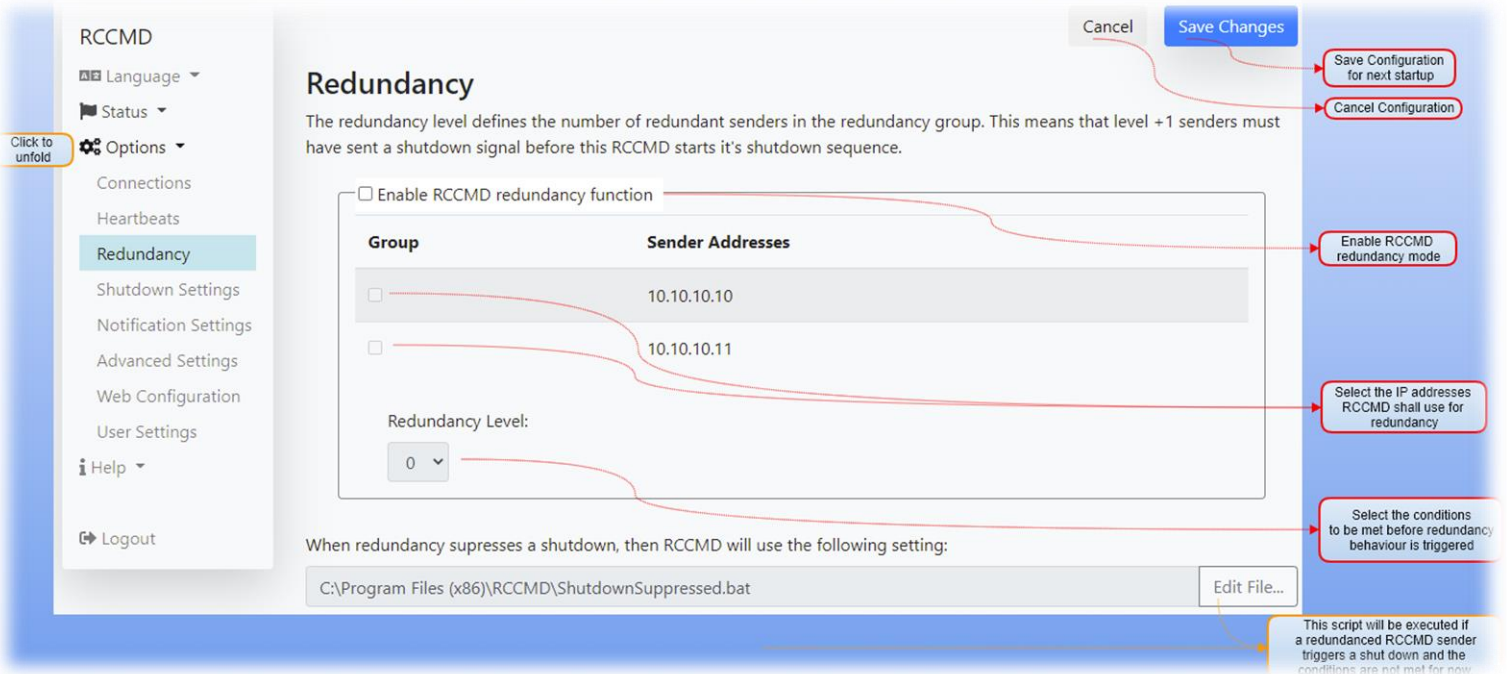 RCCMD
Language
Status
Options
Connections
Heartbeats
Redundancy
Shutdown Settings
Notification Settings
Advanced Settings
Web Configuration
User Settings
Help
Logout
Click to
unfold
Cancel
Save Changes
Redundancy
The redundancy level defines the number of redundant senders in the redundancy group. This means that level +1 senders must
have sent a shutdown signal before this RCCMD starts it's shutdown sequence.
Enable RCCMD redundancy function
Group Sender Addresses
10.10.10.10
10.10.10.11
Redundancy Level:
0
When redundancy supresses a shutdown, then RCCMD will use the following setting:
C:\Program Files (x86)\RCCMD\ShutdownSuppressed.bat
Edit File...
Save Configuration
for next startup
Cancel Configuration
Enable RCCMD
redundancy mode
Select the IP addresses
RCCMD shall use for
redundancy
Select the conditions
to be met before redundancy
behaviour is triggered
This script will be executed if
a redundanced RCCMD sender
triggers a shut down and the
conditions are not met for now